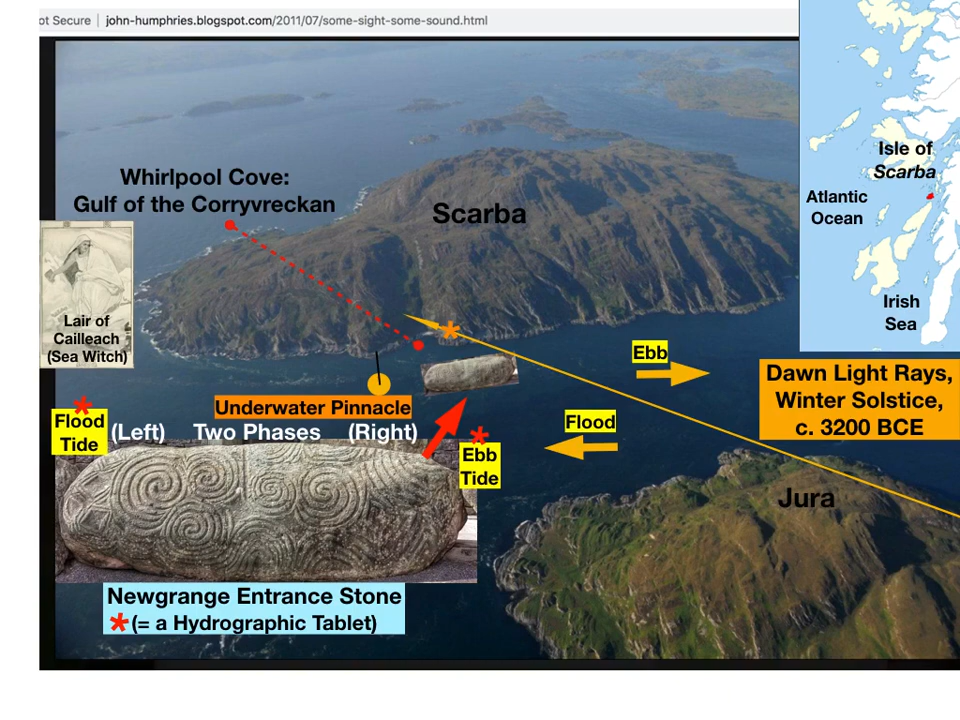 ot Secure | john-humphries.blogspot.com/2011/07/some-sight-some-sound.html
Isle of
Scarba
Atlantic
Ocean
Irish
Sea
Whirlpool Cove:
Gulf of the Corryvreckan
Scarba
Lair of
Cailleach
(Sea Witch)
Ebb
Dawn Light Rays,
Winter Solstice,
c. 3200 BCE
Underwater Pinnacle
Flood
Flood
Tide
(Left) Two Phases (Right)
Ebb
Tide
Jura
Newgrange Entrance Stone
* (= a Hydrographic Tablet)